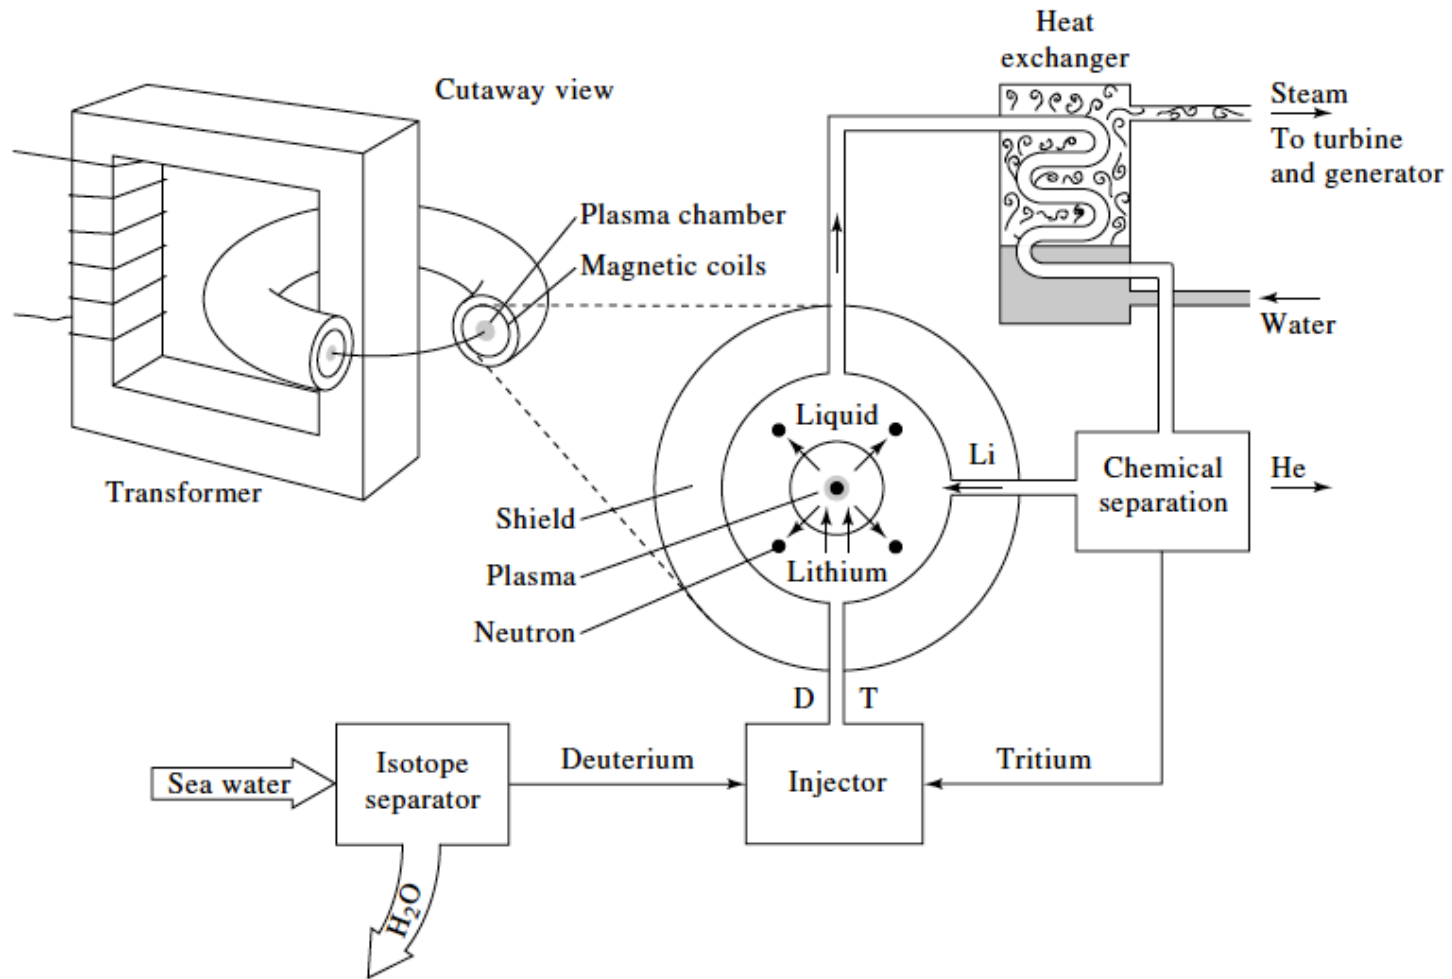 Heat
exchanger
Cutaway view
Steam
To turbine
and generator
Plasma chamber
Magnetic coils
Water
Liquid
Li
Chemical
separation
He
Transformer
Shield
Plasma
Lithium
Neutron
D
T
Sea water
Isotope
separator
Deuterium
Injector
Tritium
H₂O